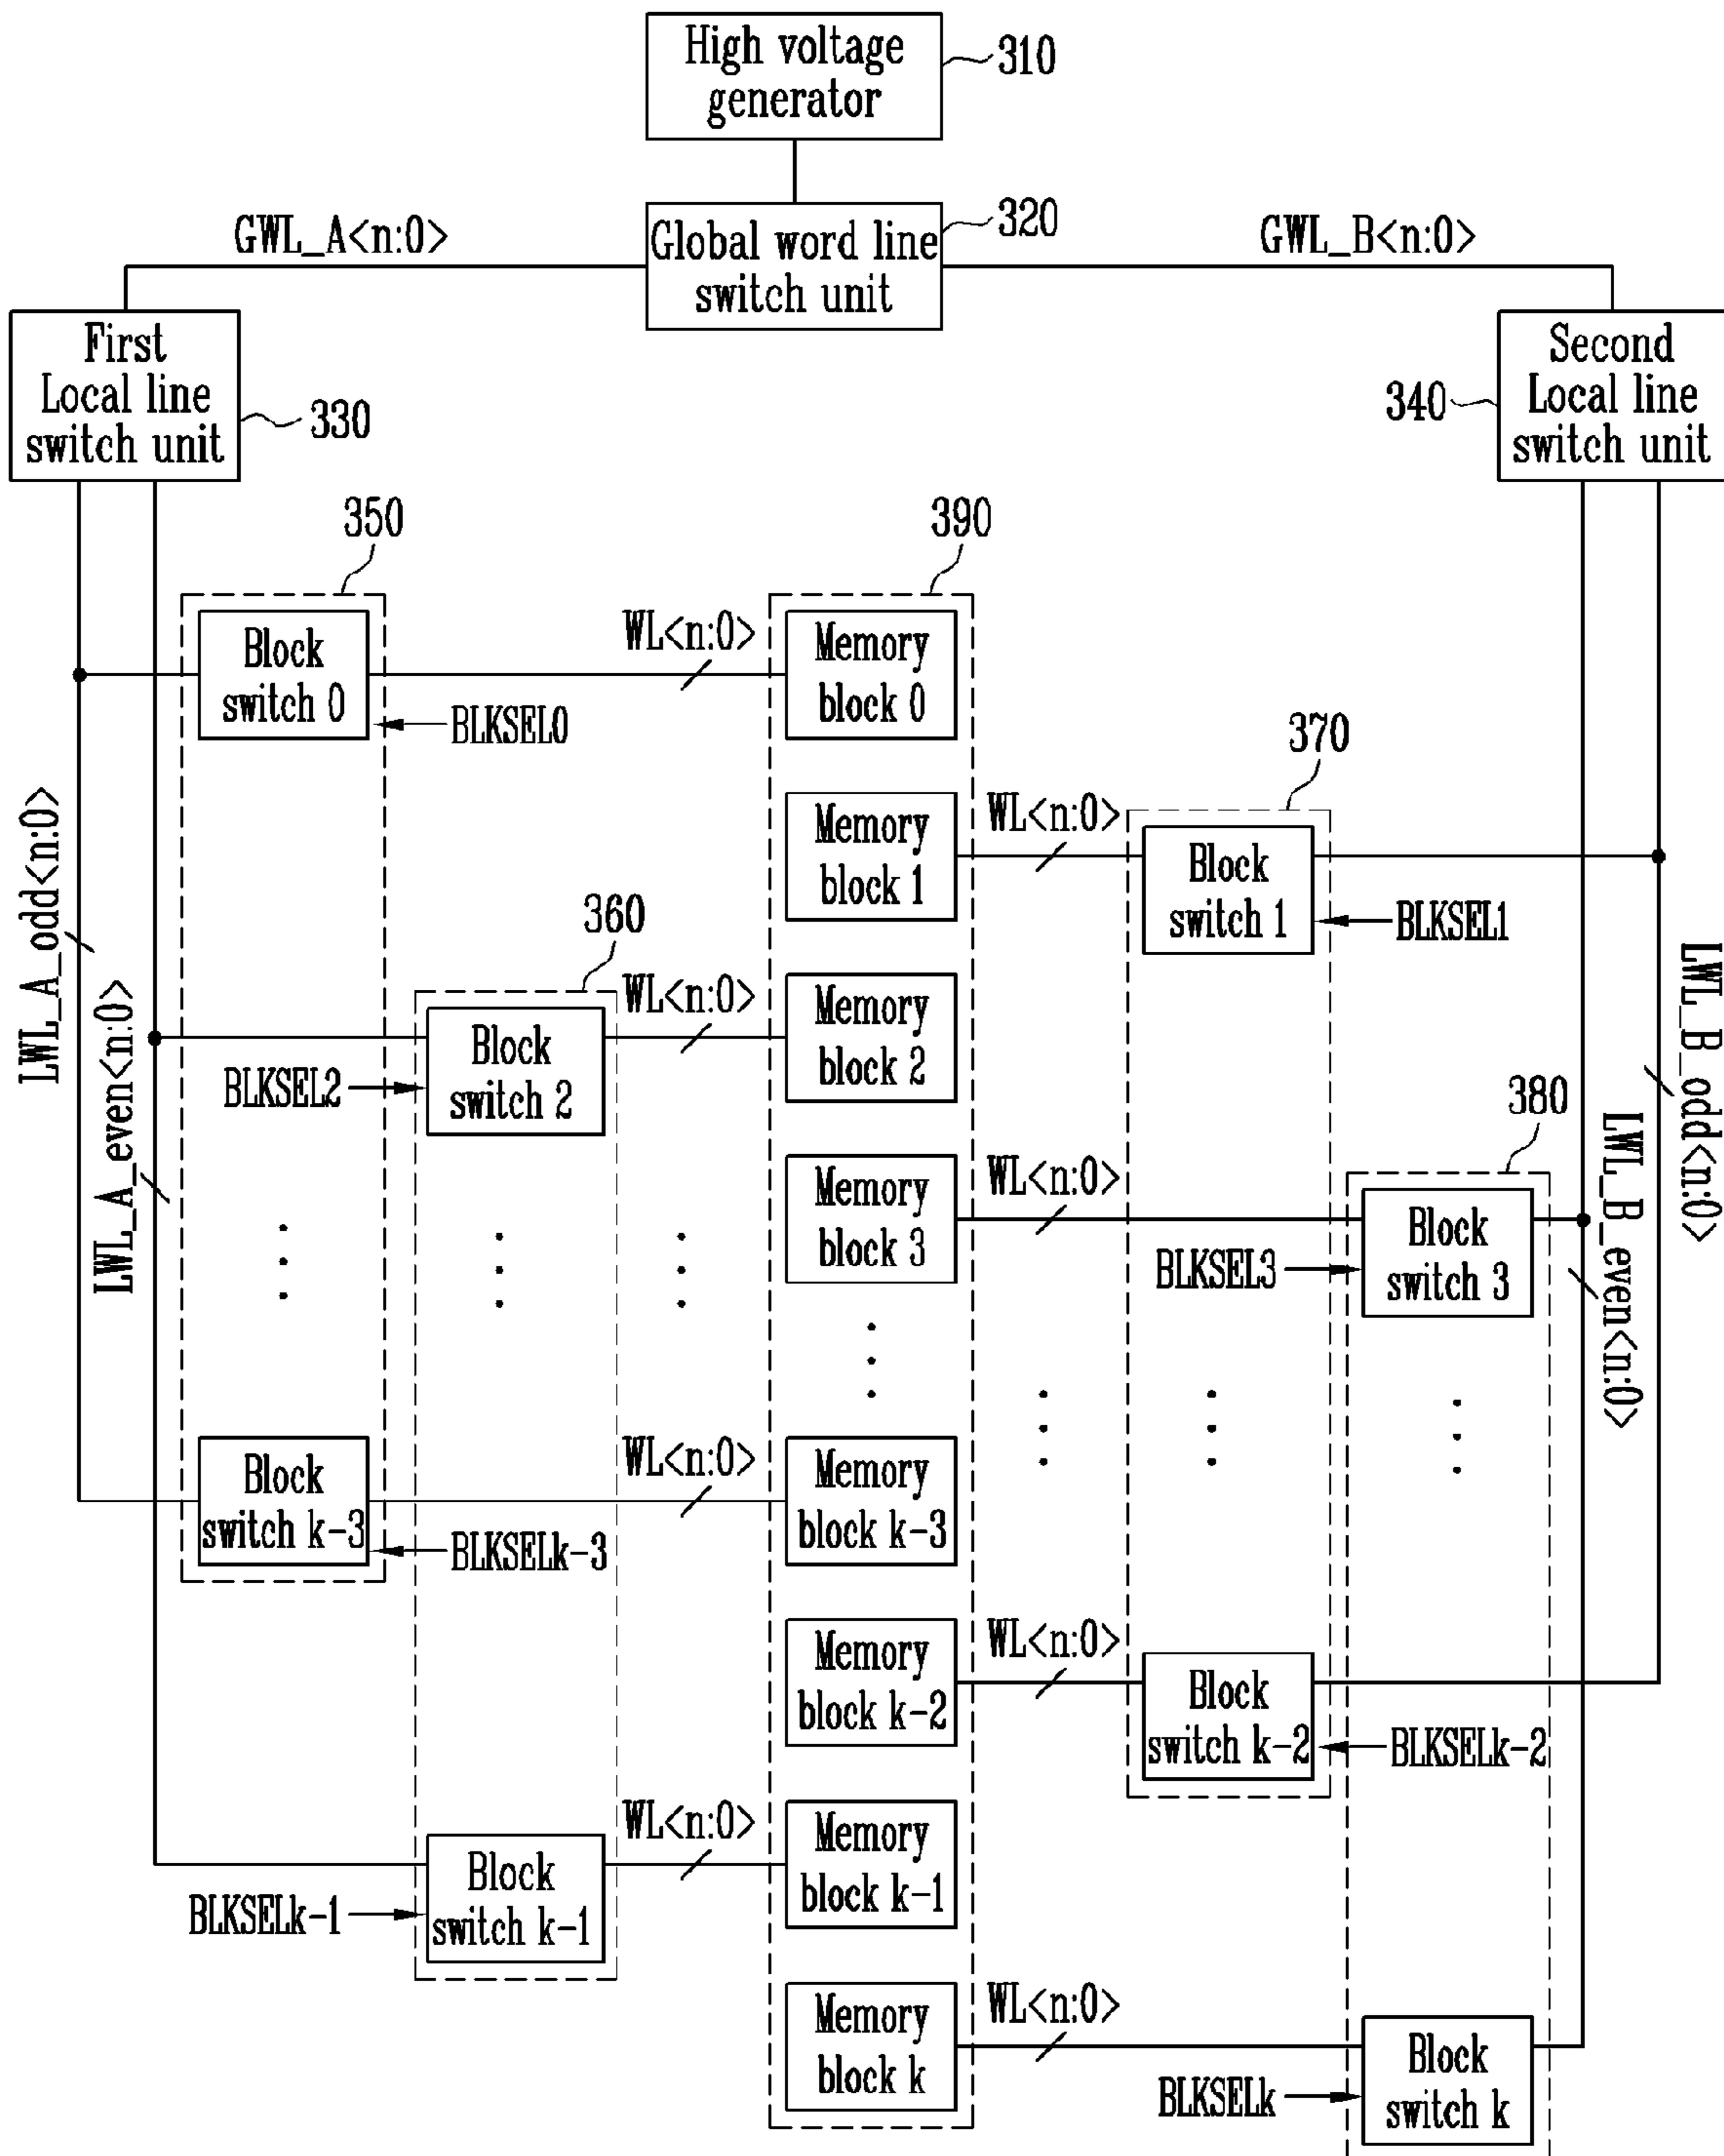 High voltage
generator
310
Global word line
switch unit
320
GWL_A<n:0>
GWL_B<n:0>
First
Local line
switch unit
330
Second
Local line
switch unit
340
350
390
Block
switch 0
WL<n:0>
Memory
block 0
BLKSEL0
370
Memory
block 1
WL<n:0>
Block
switch 1
BLKSEL1
LWL_A_odd<n:0>
LWL_A_even<n:0>
360
Block
switch 2
WL<n:0>
Memory
block 2
BLKSEL2
LWL_B_odd<n:0>
LWL_B_even<n:0>
380
Memory
block 3
WL<n:0>
Block
switch 3
BLKSEL3
Block
switch k-3
WL<n:0>
Memory
block k-3
BLKSELk-3
Memory
block k-2
WL<n:0>
Block
switch k-2
BLKSELk-2
Block
switch k-1
WL<n:0>
Memory
block k-1
BLKSELk-1
Memory
block k
WL<n:0>
Block
switch k
BLKSELk